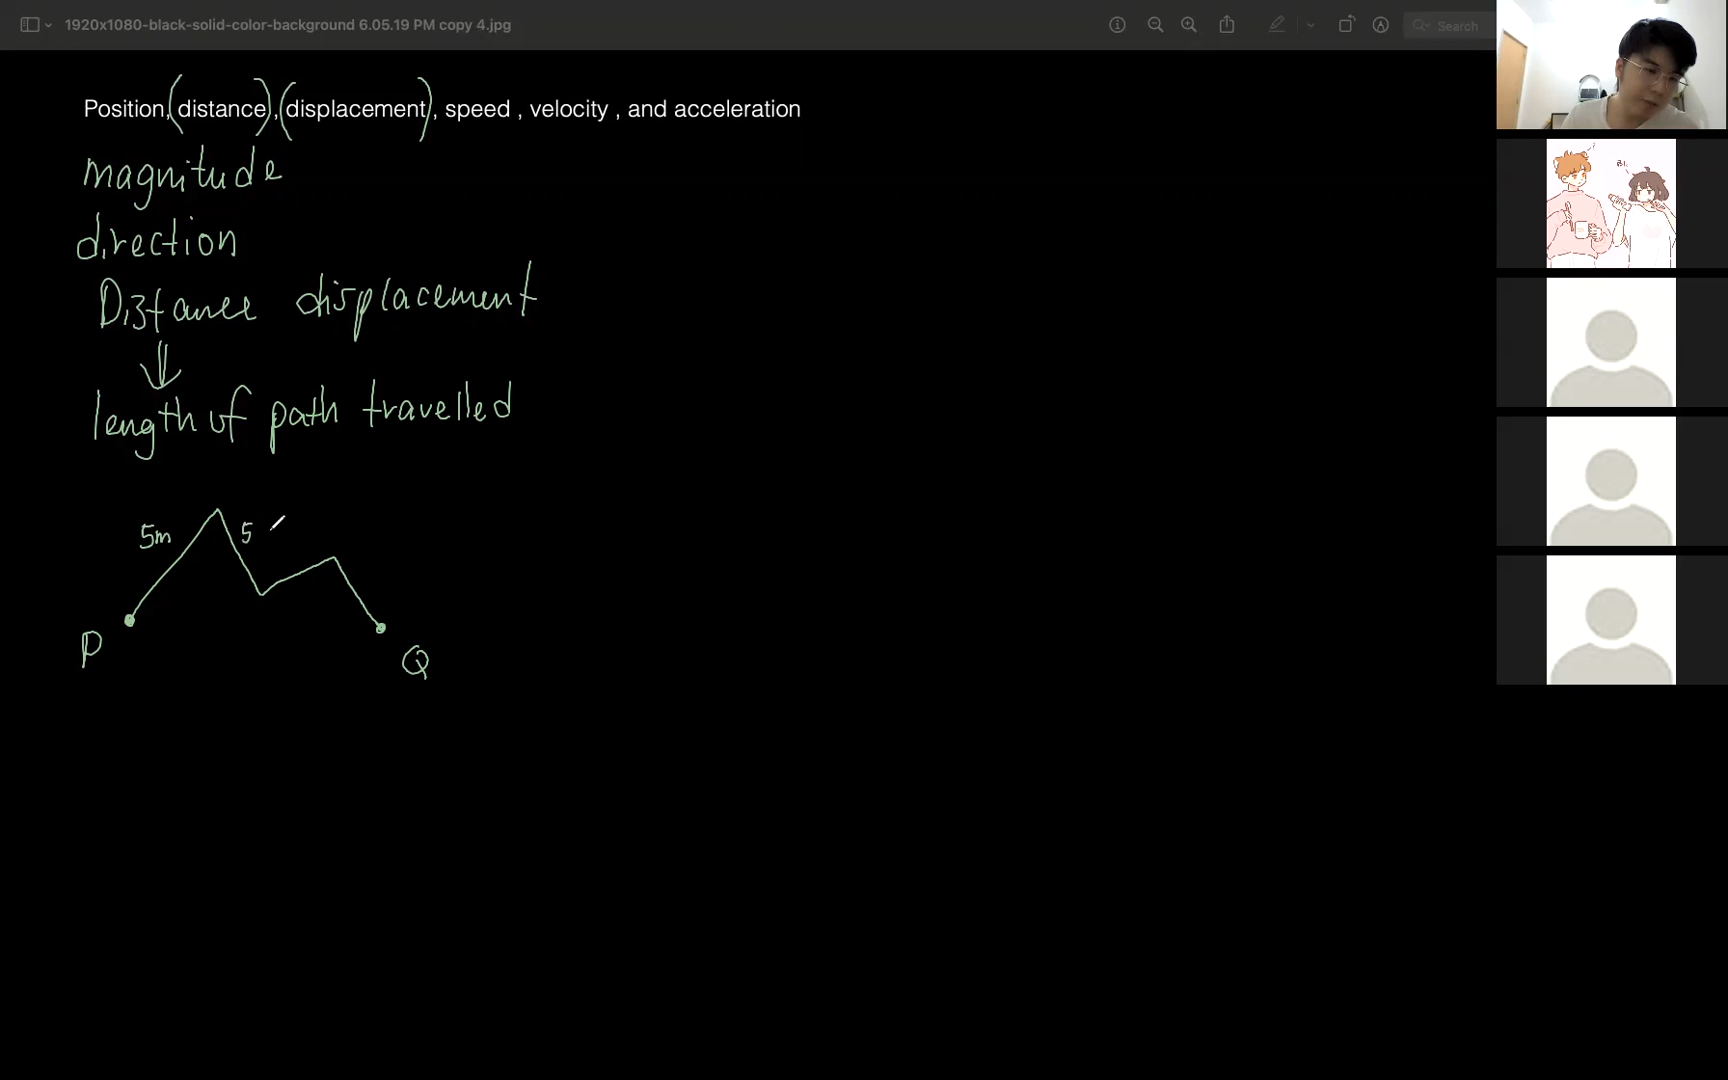 1920x1080-black-solid-color-background 6.05.19 PM copy 4.jpg
Search
Position, (distance), (displacement), speed , velocity , and acceleration
magnitude
direction
Distance displacement
length of path travelled
5m 5
P
Q